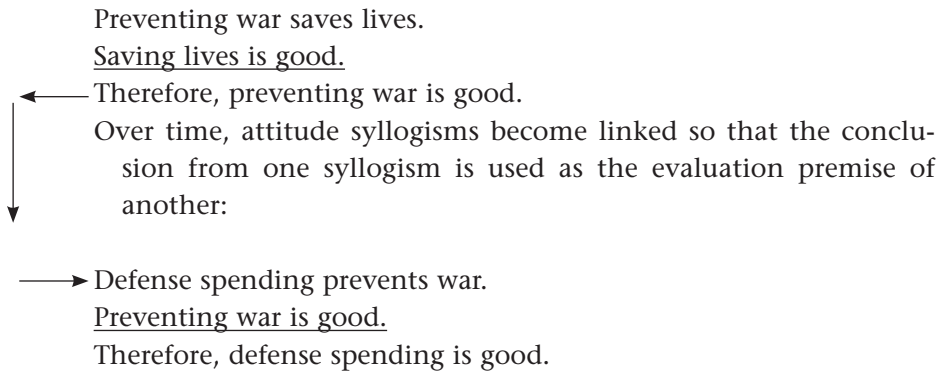 Preventing war saves lives.
Saving lives is good.
Therefore, preventing war is good.
Over time, attitude syllogisms become linked so that the conclu-
sion from one syllogism is used as the evaluation premise of
another:
Defense spending prevents war.
Preventing war is good.
Therefore, defense spending is good.